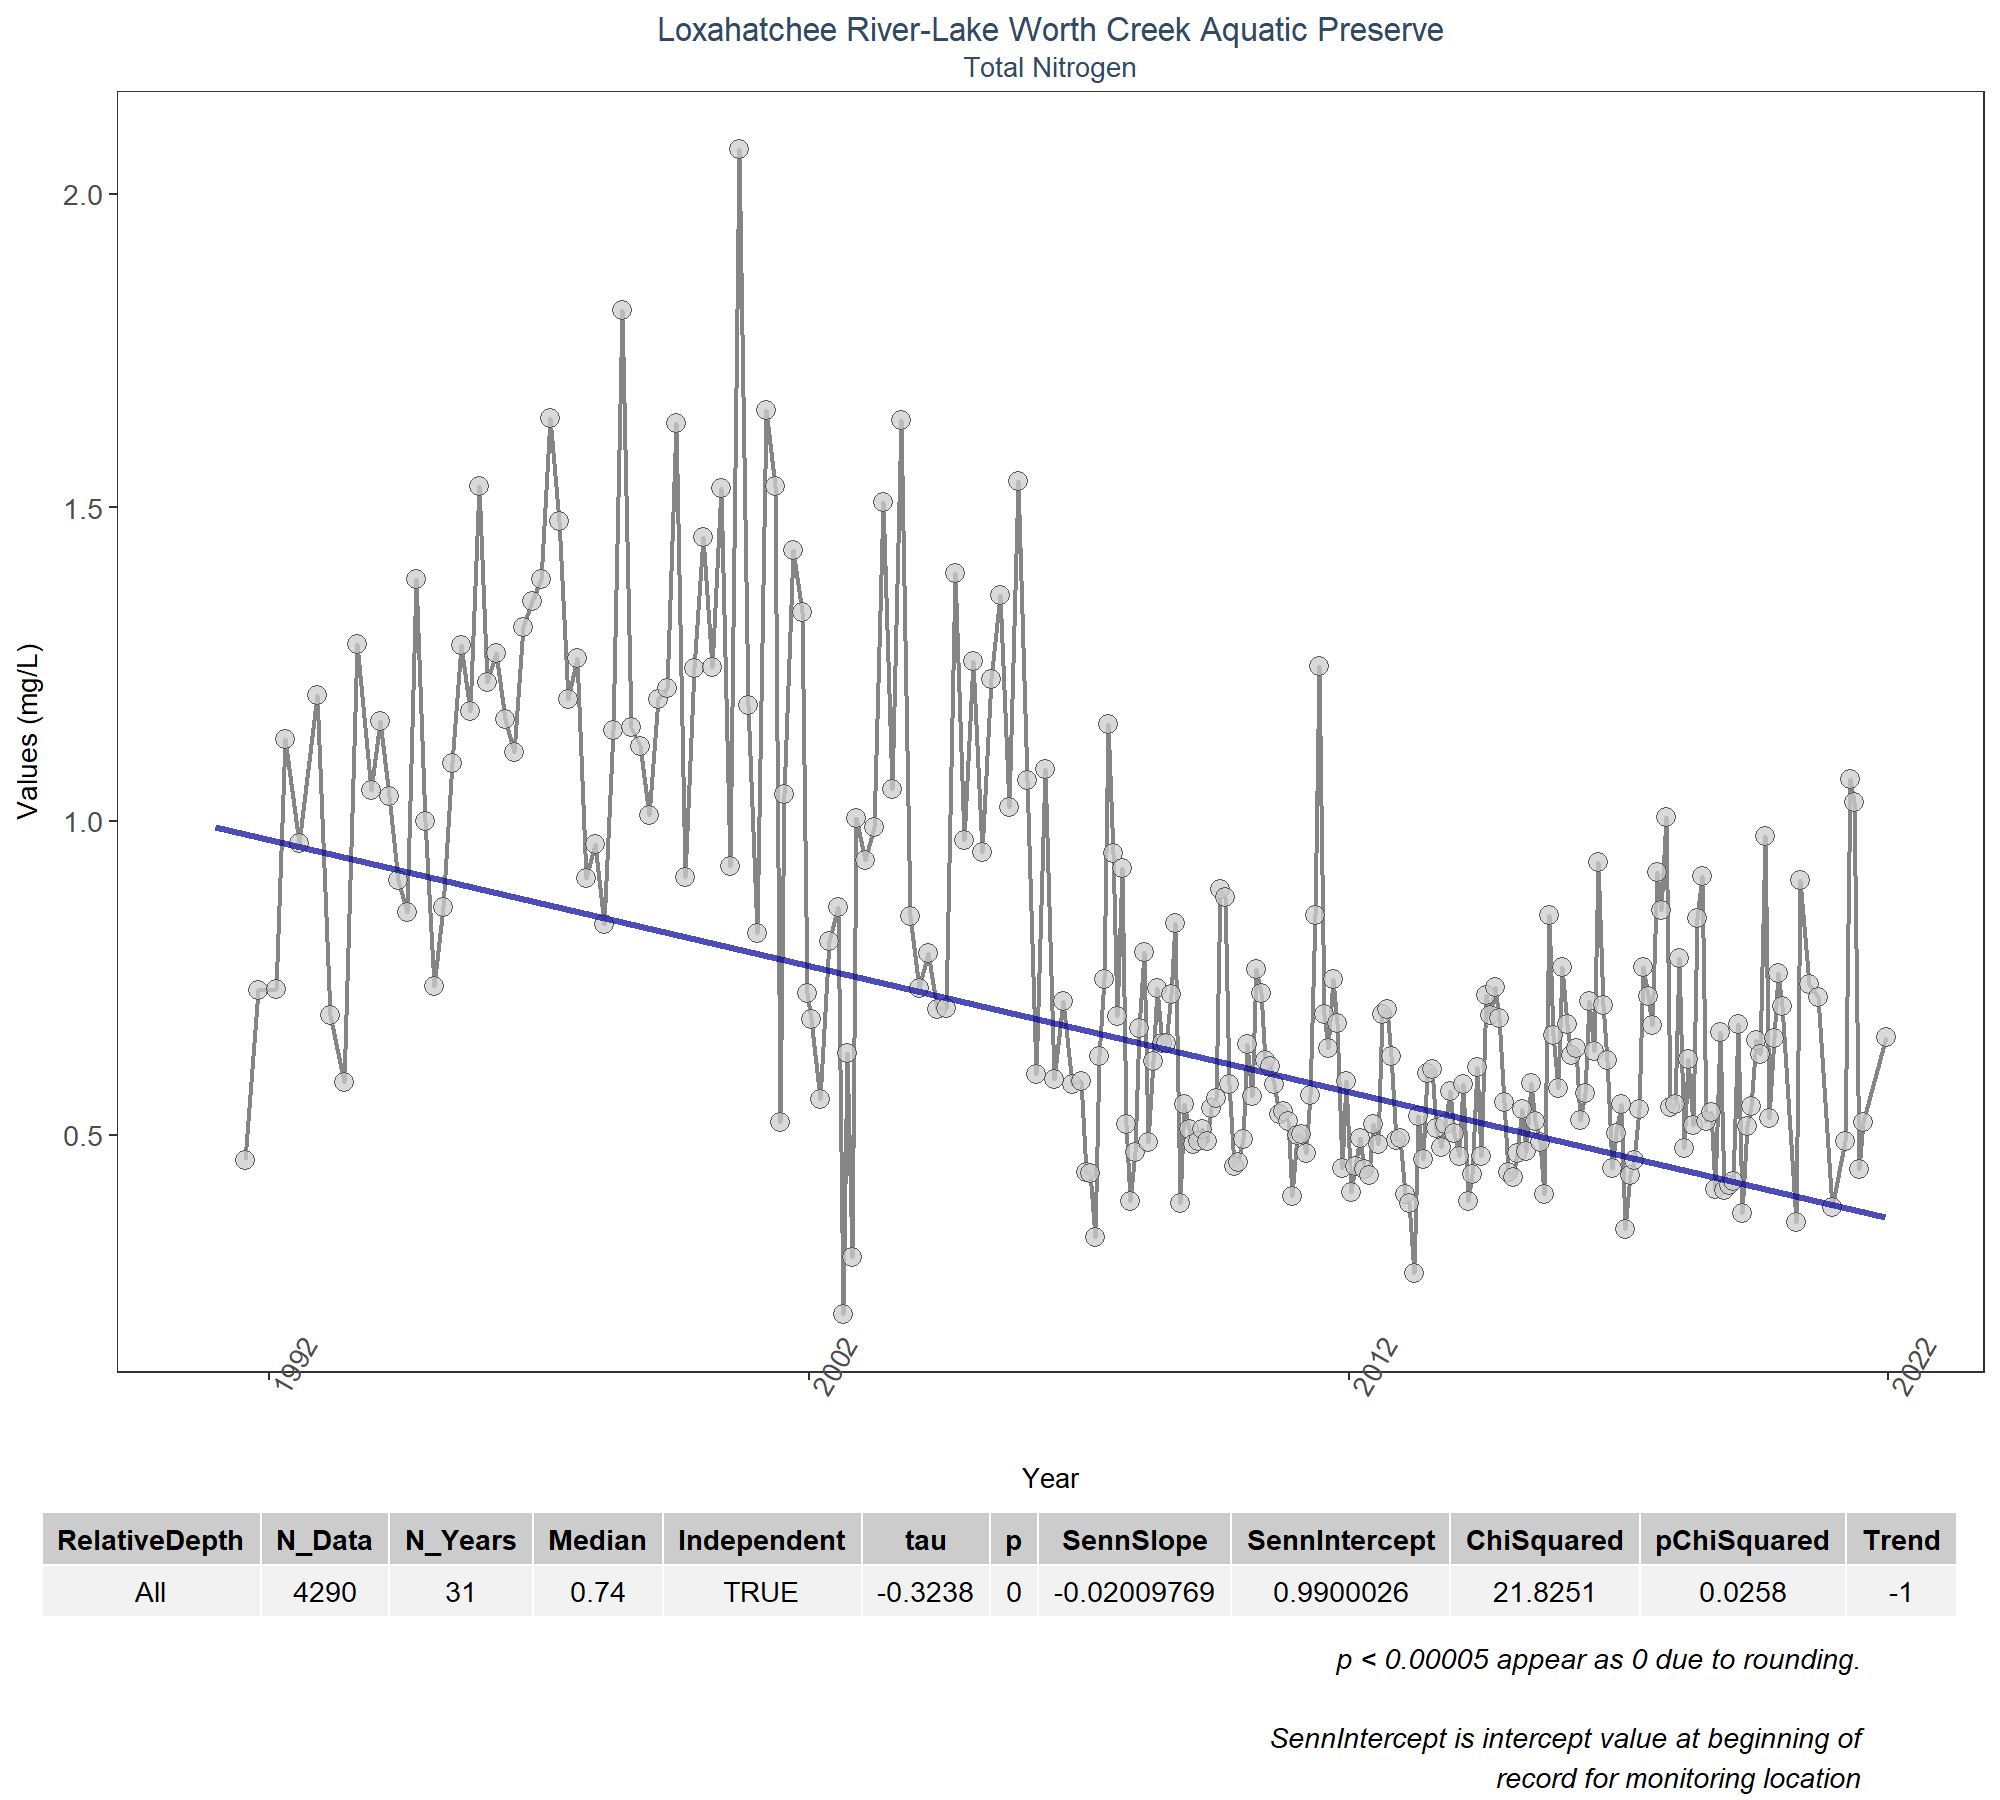 Loxahatchee River-Lake Worth Creek Aquatic Preserve
Total Nitrogen
Values (mg/L)
2.0
1.5
1.0
0.5
1992 2002 2012 2022
Year
RelativeDepth N_Data N_Years Median Independent tau p SennSlope SennIntercept ChiSquared pChiSquared Trend
All 4290 31 0.74 TRUE -0.3238 0 -0.02009769 0.9900026 21.8251 0.0258 -1
p < 0.00005 appear as 0 due to rounding.
SennIntercept is intercept value at beginning of
record for monitoring location